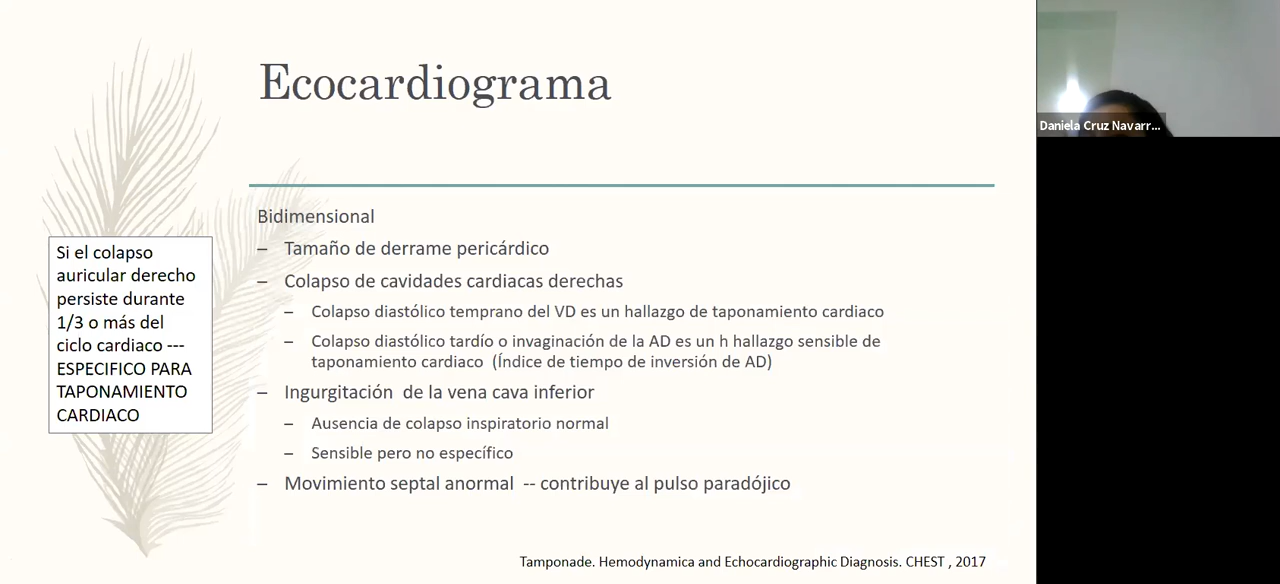 Ecocardiograma
Bidimensional
– Tamaño de derrame pericárdico
– Colapso de cavidades cardiacas derechas
– Colapso diastólico temprano del VD es un hallazgo de taponamiento cardiaco
– Colapso diastólico tardío o invaginación de la AD es un h hallazgo sensible de
taponamiento cardiaco (Índice de tiempo de inversión de AD)
– Ingurgitación de la vena cava inferior
– Ausencia de colapso inspiratorio normal
– Sensible pero no específico
– Movimiento septal anormal -- contribuye al pulso paradójico
Si el colapso
auricular derecho
persiste durante
1/3 o más del
ciclo cardiaco ---
ESPECIFICO PARA
TAPONAMIENTO
CARDIACO
Tamponade. Hemodynamica and Echocardiographic Diagnosis. CHEST , 2017
Daniela Cruz Navarr...